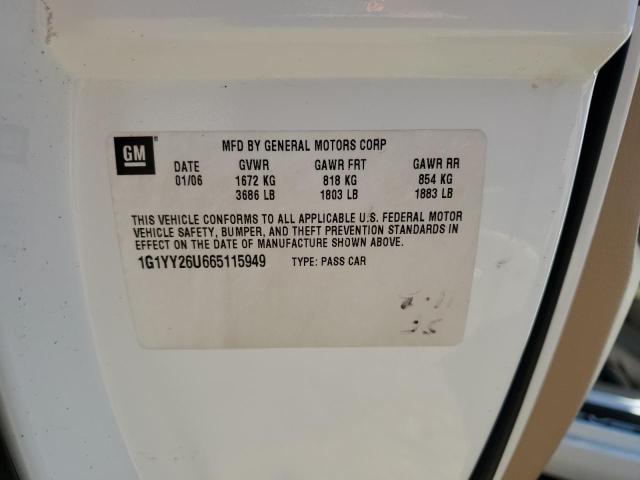 GM
MFD BY GENERAL MOTORS CORP
DATE GVWR GAWR FRT GAWR RR
01/06 1672 KG 818 KG 854 KG
3686 LB 1803 LB 1883 LB
THIS VEHICLE CONFORMS TO ALL APPLICABLE U.S. FEDERAL MOTOR
VEHICLE SAFETY, BUMPER, AND THEFT PREVENTION STANDARDS IN
EFFECT ON THE DATE OF MANUFACTURE SHOWN ABOVE.
1G1YY26U665115949 TYPE: PASS CAR